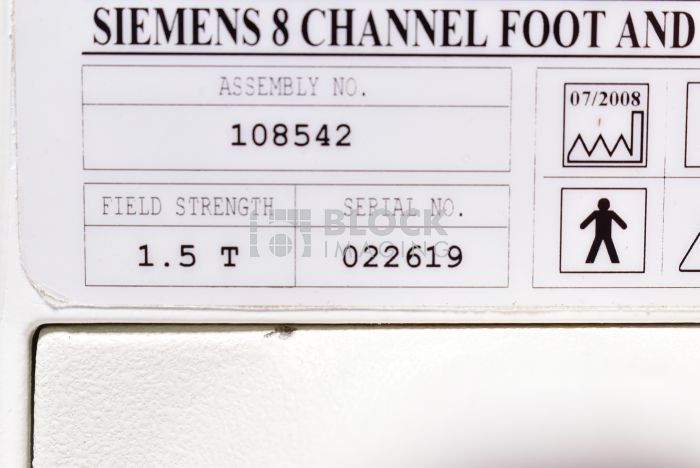 SIEMENS 8 CHANNEL FOOT AND
ASSEMBLY NO.
108542
07/2008
FIELD STRENGTH
SERIAL NO.
1.5 T
022619
BLOCK
IMAGING